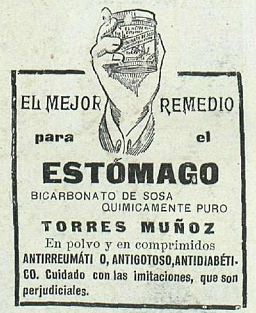 EL MEJOR REMEDIO
para el
ESTÓMAGO
BICARBONATO DE SOSA
QUIMICAMENTE PURO
TORRES MUÑOZ
En polvo y en comprimidos
ANTIRREUMÁTI O, ANTIGOTOSO, ANTIDIABÉTI-
CO. Cuidado con las imitaciones, que son
perjudiciales.